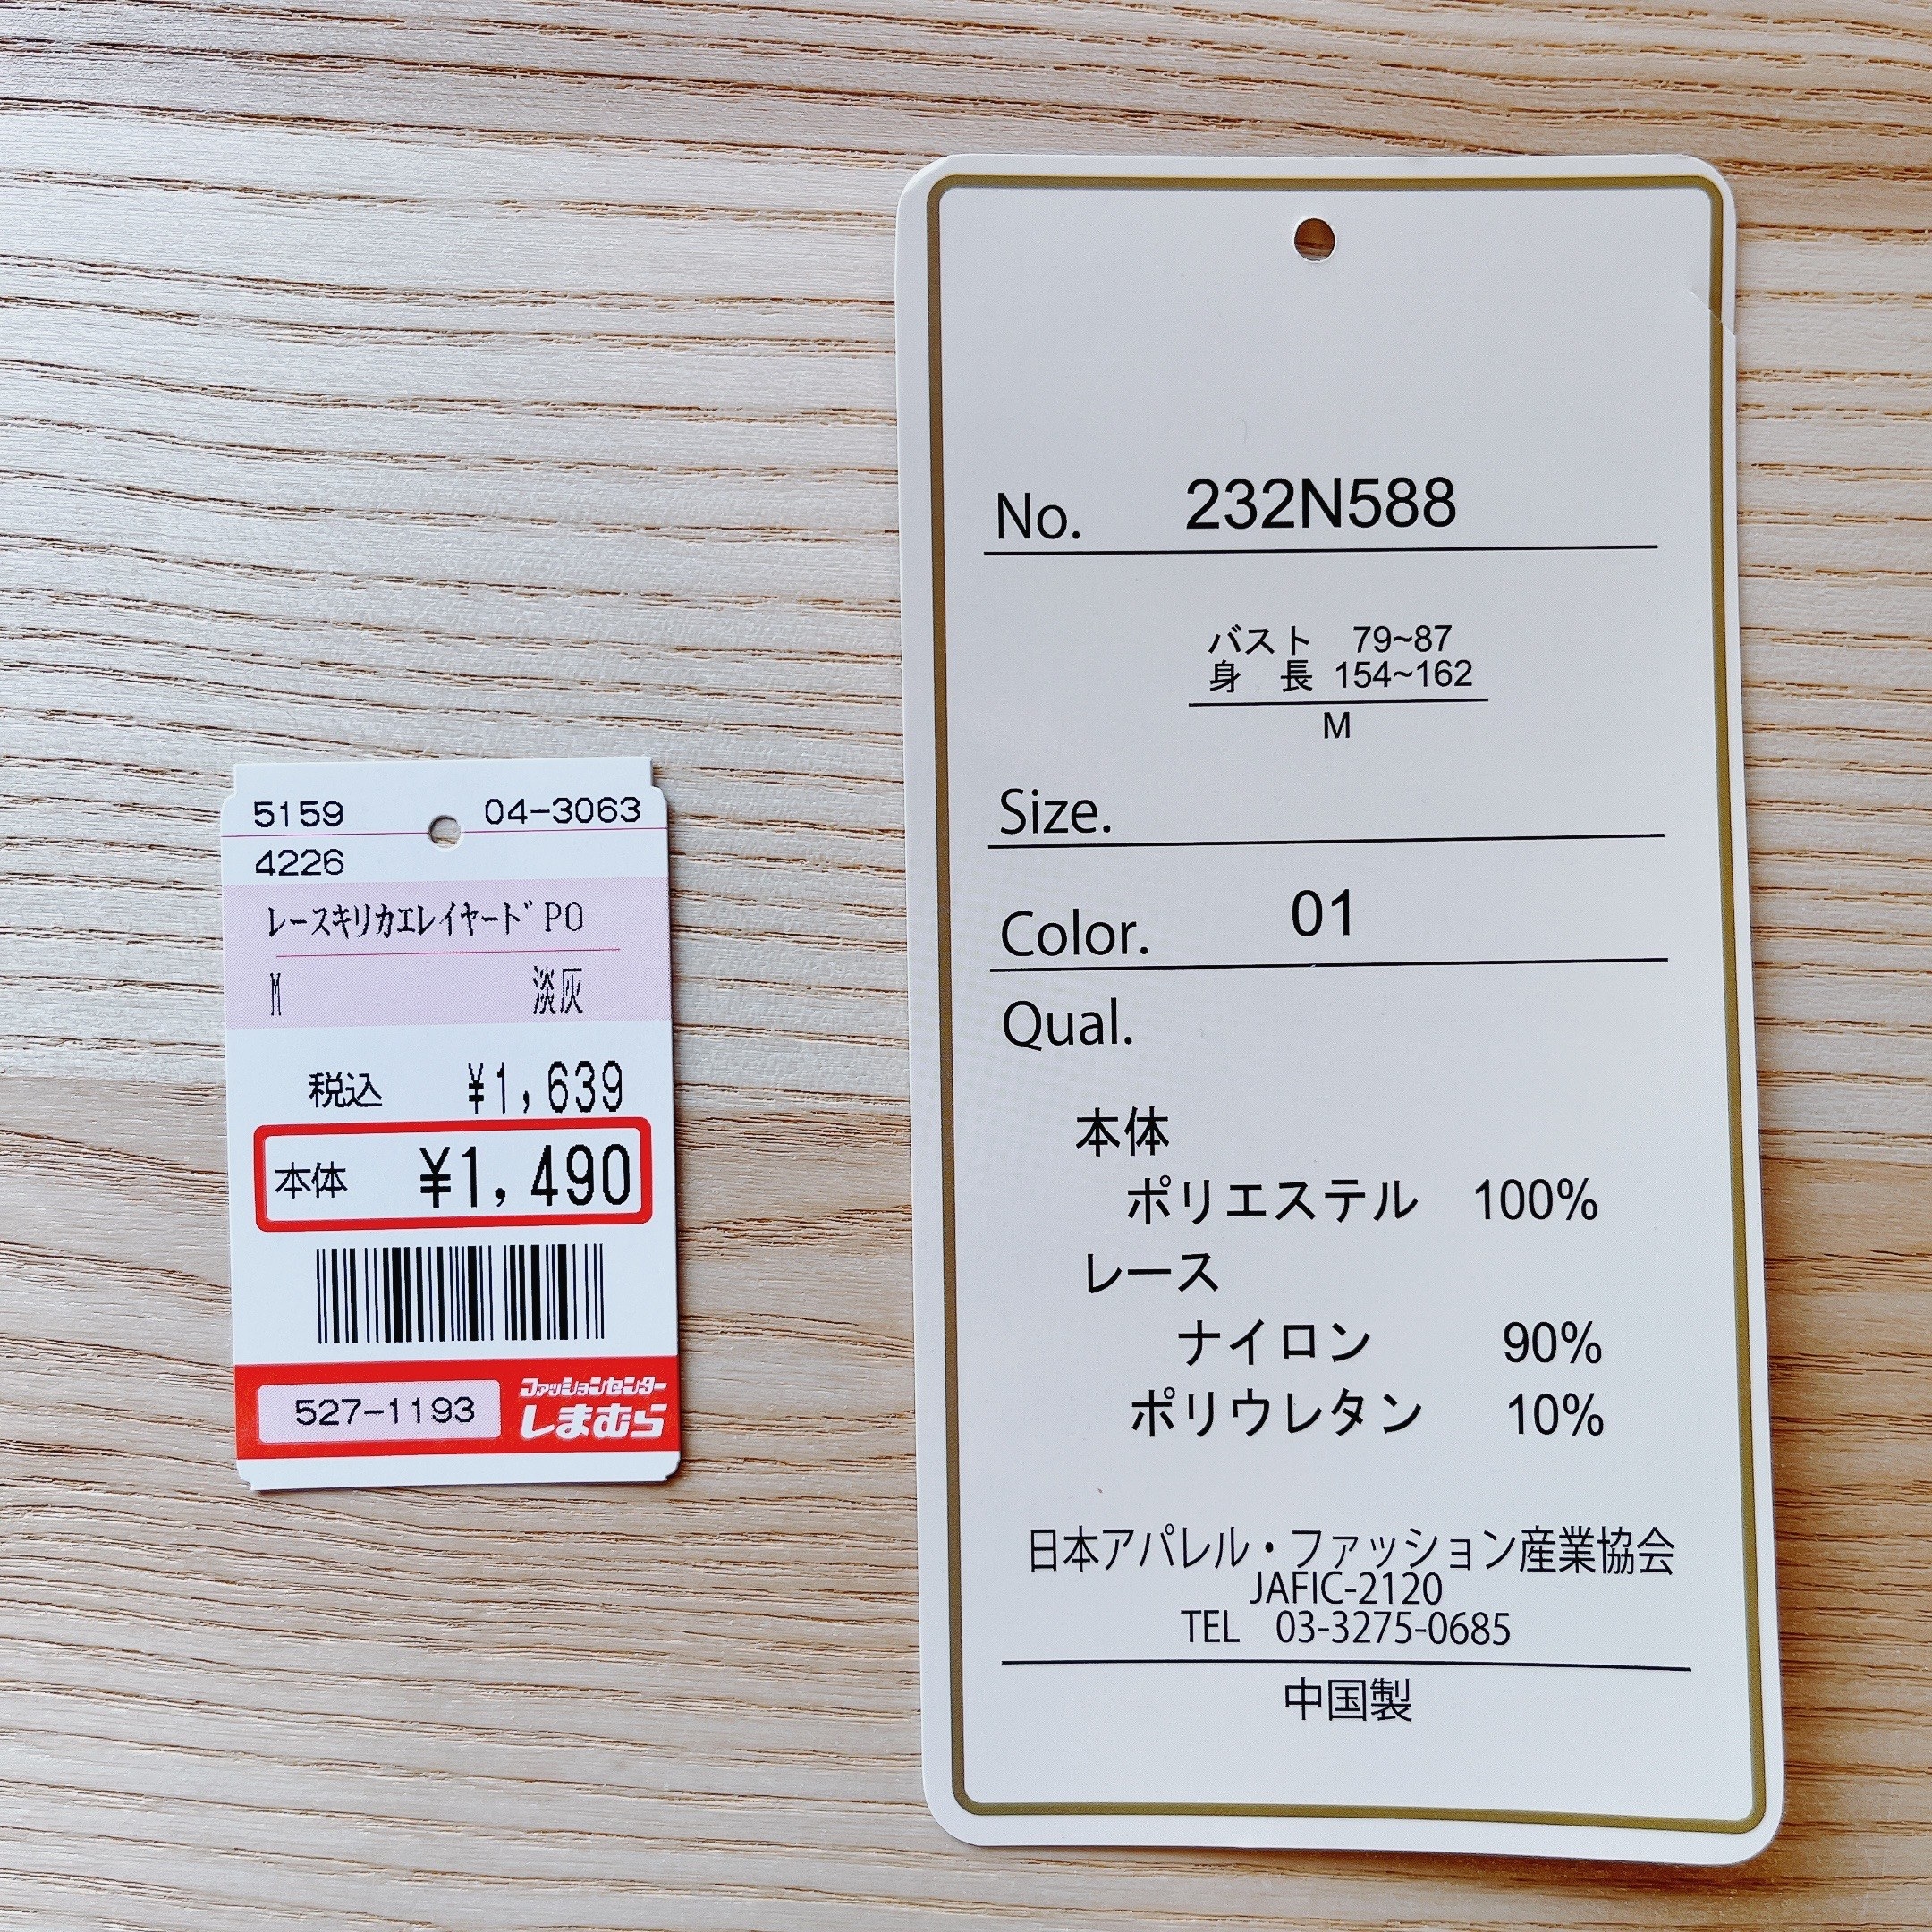 5159 04-3063
4226
レースキリカエレイヤードPO
M 淡灰
税込 ¥1,639
本体 ¥1,490
527-1193
ファッションセンター
しまむら
No. 232N588
バスト 79~87
身 長 154~162
M
Size.
Color. 01
Qual.
本体
ポリエステル 100%
レース
ナイロン 90%
ポリウレタン 10%
日本アパレル・ファッション産業協会
JAFIC-2120
TEL 03-3275-0685
中国製